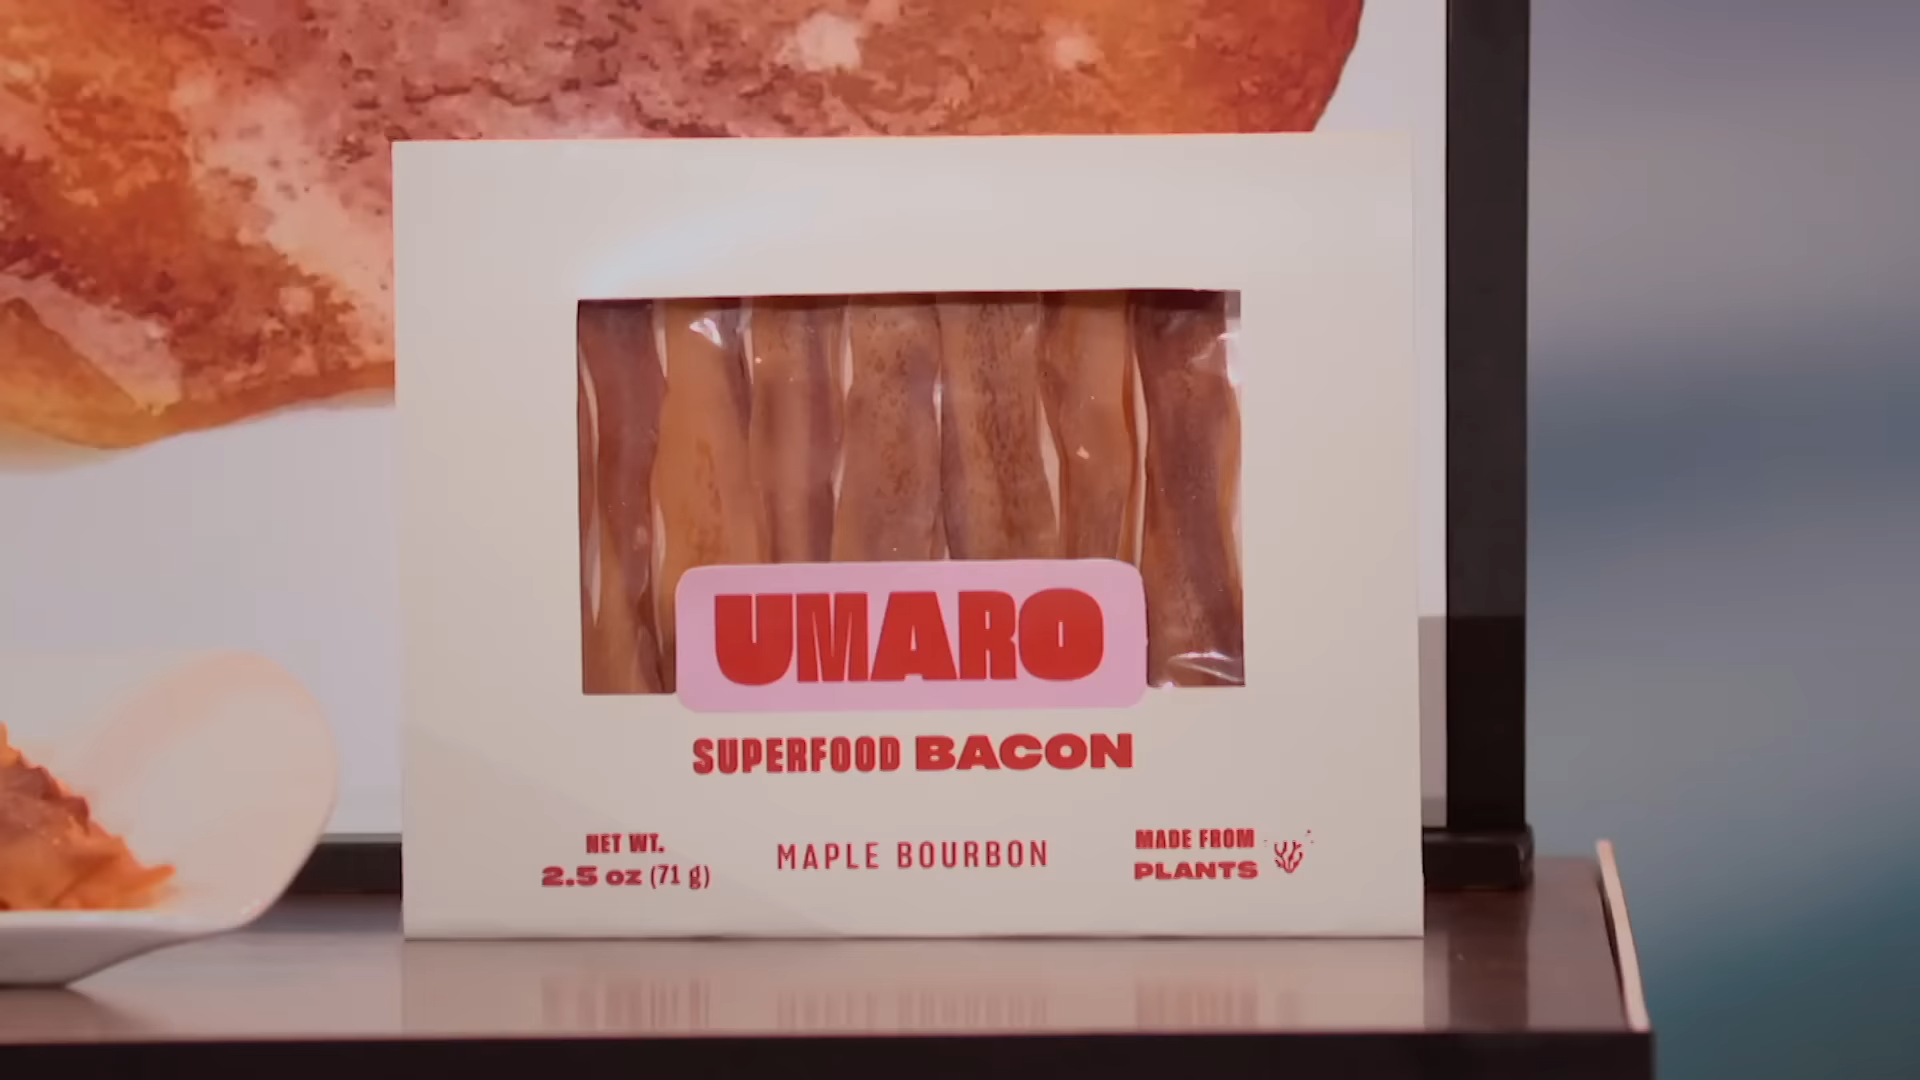 UMARO
SUPERFOOD BACON
NET WT.
2.5 oz (71 g)
MAPLE BOURBON
MADE FROM
PLANTS